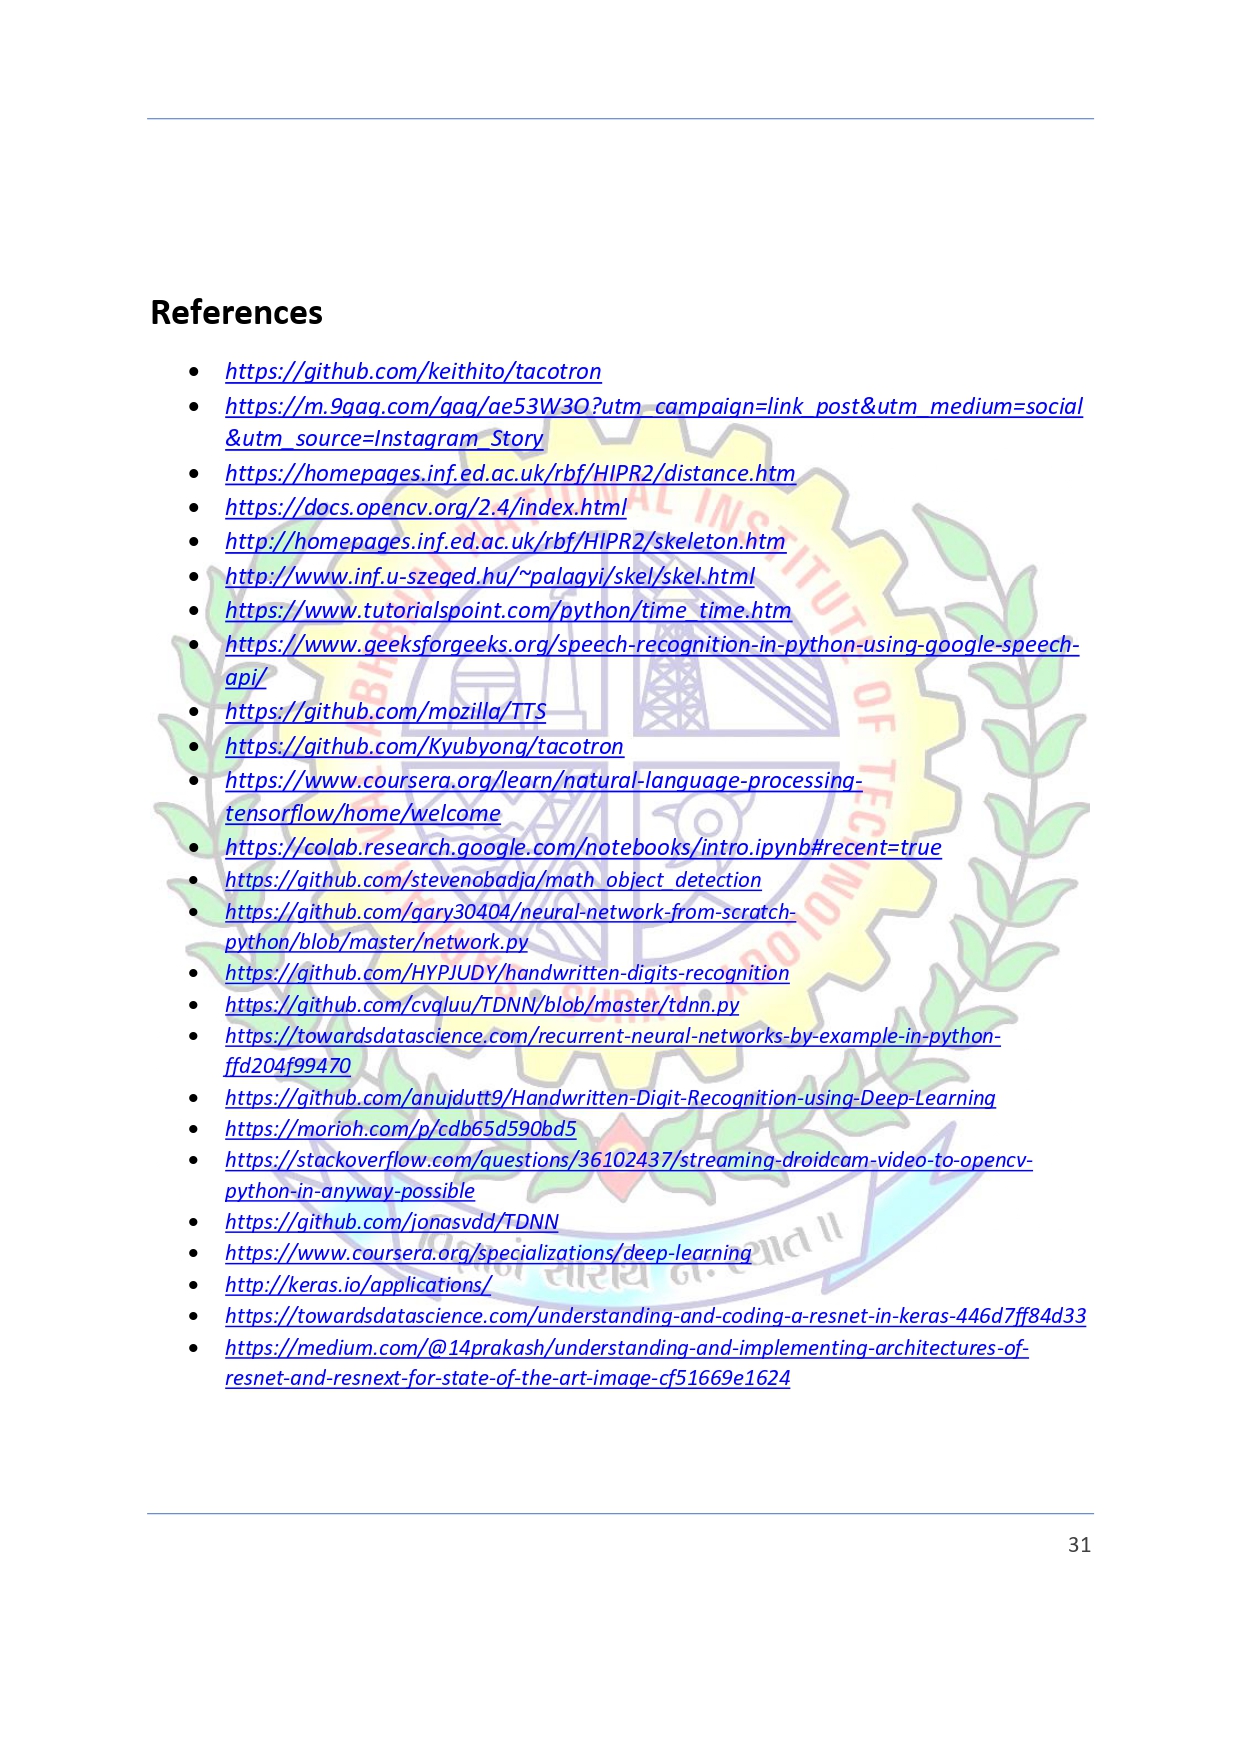 References
• https://github.com/keithito/tacotron
• https://m.9gag.com/gag/ae53W3O?utm_campaign=link_post&utm_medium=social
&utm_source=Instagram_Story
• https://homepages.inf.ed.ac.uk/rbf/HIPR2/distance.htm
• https://docs.opencv.org/2.4/index.html
• http://homepages.inf.ed.ac.uk/rbf/HIPR2/skeleton.htm
• http://www.inf.u-szeged.hu/~palagyi/skel/skel.html
• https://www.tutorialspoint.com/python/time_time.htm
• https://www.geeksforgeeks.org/speech-recognition-in-python-using-google-speech-
api/
• https://github.com/mozilla/TTS
• https://github.com/Kyubyong/tacotron
• https://www.coursera.org/learn/natural-language-processing-
tensorflow/home/welcome
• https://colab.research.google.com/notebooks/intro.ipynb#recent=true
• https://github.com/stevenobadja/math_object_detection
• https://github.com/gary30404/neural-network-from-scratch-
python/blob/master/network.py
• https://github.com/HYPJUDY/handwritten-digits-recognition
• https://github.com/cvqluu/TDNN/blob/master/tdnn.py
• https://towardsdatascience.com/recurrent-neural-networks-by-example-in-python-
ffd204f99470
• https://github.com/anujdutt9/Handwritten-Digit-Recognition-using-Deep-Learning
• https://morioh.com/p/cdb65d590bd5
• https://stackoverflow.com/questions/36102437/streaming-droidcam-video-to-opencv-
python-in-anyway-possible
• https://github.com/jonasvdd/TDNN
• https://www.coursera.org/specializations/deep-learning
• http://keras.io/applications/
• https://towardsdatascience.com/understanding-and-coding-a-resnet-in-keras-446d7ff84d33
• https://medium.com/@14prakash/understanding-and-implementing-architectures-of-
resnet-and-resnext-for-state-of-the-art-image-cf51669e1624
31
NATIONAL INSTITUTE OF TECHNOLOGY
SURAT